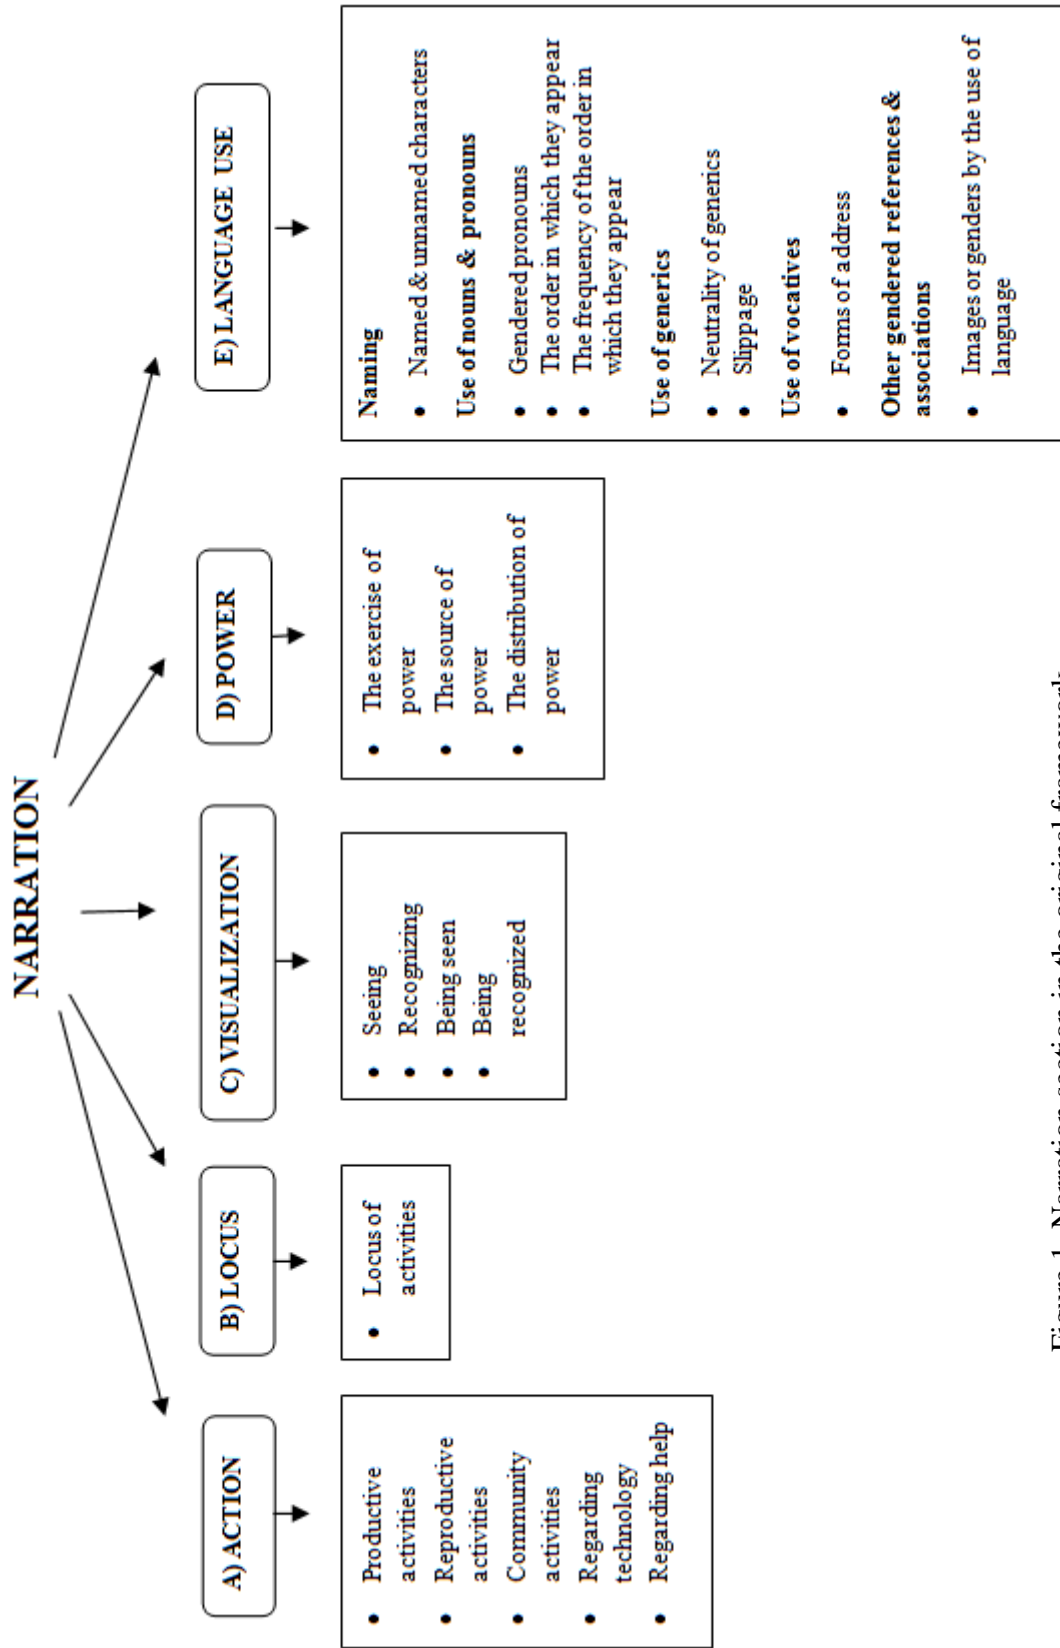 NARRATION
A) ACTION
Productive
activities
Reproductive
activities
Community
activities
Regarding
technology
Regarding help
B) LOCUS
Locus of
activities
C) VISUALIZATION
Seeing
Recognizing
Being seen
Being
recognized
D) POWER
The exercise of
power
The source of
power
The distribution of
power
E) LANGUAGE USE
Naming
Named & unnamed characters
Use of nouns & pronouns
Gendered pronouns
The order in which they appear
The frequency of the order in
which they appear
Use of generics
Neutrality of generics
Slippage
Use of vocatives
Forms of address
Other gendered references &
associations
Images or genders by the use of
language
Figure 1. Narration section in the original framework